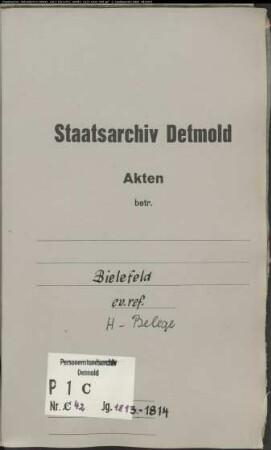 Staatsarchiv Detmold
Akten
betr.
Bielefeld
ev. ref.
H - Belege
Personenstandsarchiv
Detmold
P 1 C
Nr. C 42 Jg. 1813-1814